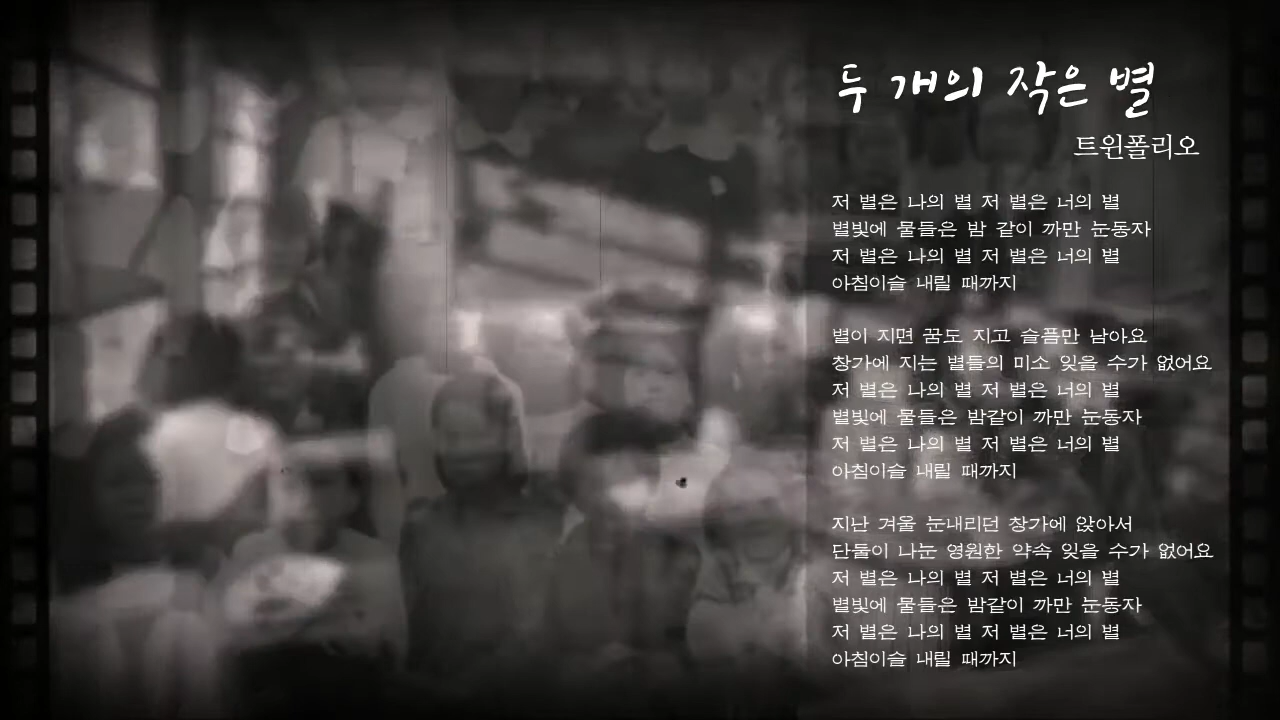 두 개의 작은 별
트윈폴리오
저 별은 나의 별 저 별은 너의 별
별빛에 물들은 밤 같이 까만 눈동자
저 별은 나의 별 저 별은 너의 별
아침이슬 내릴 때까지
별이 지면 꿈도 지고 슬픔만 남아요
창가에 지는 별들의 미소 잊을 수가 없어요
저 별은 나의 별 저 별은 너의 별
별빛에 물들은 밤같이 까만 눈동자
저 별은 나의 별 저 별은 너의 별
아침이슬 내릴 때까지
지난 겨울 눈내리던 창가에 앉아서
단둘이 나눈 영원한 약속 잊을 수가 없어요
저 별은 나의 별 저 별은 너의 별
별빛에 물들은 밤같이 까만 눈동자
저 별은 나의 별 저 별은 너의 별
아침이슬 내릴 때까지